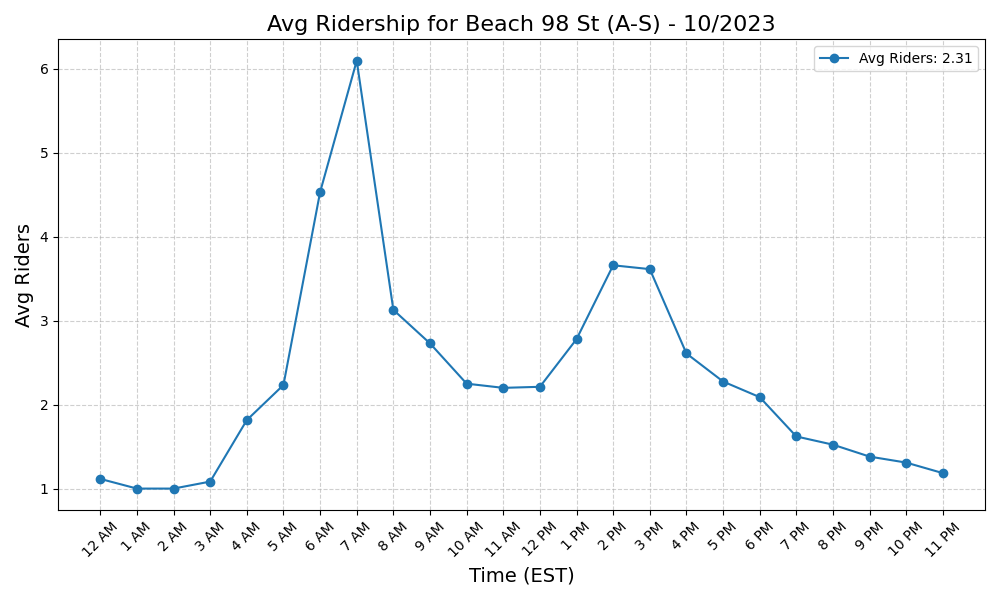 Avg Ridership for Beach 98 St (A-S) - 10/2023
Avg Riders: 2.31
Avg Riders
6
5
4
3
2
1
12 AM
1 AM
2 AM
3 AM
4 AM
5 AM
6 AM
7 AM
8 AM
9 AM
10 AM
11 AM
12 PM
1 PM
2 PM
3 PM
4 PM
5 PM
6 PM
7 PM
8 PM
9 PM
10 PM
11 PM
Time (EST)